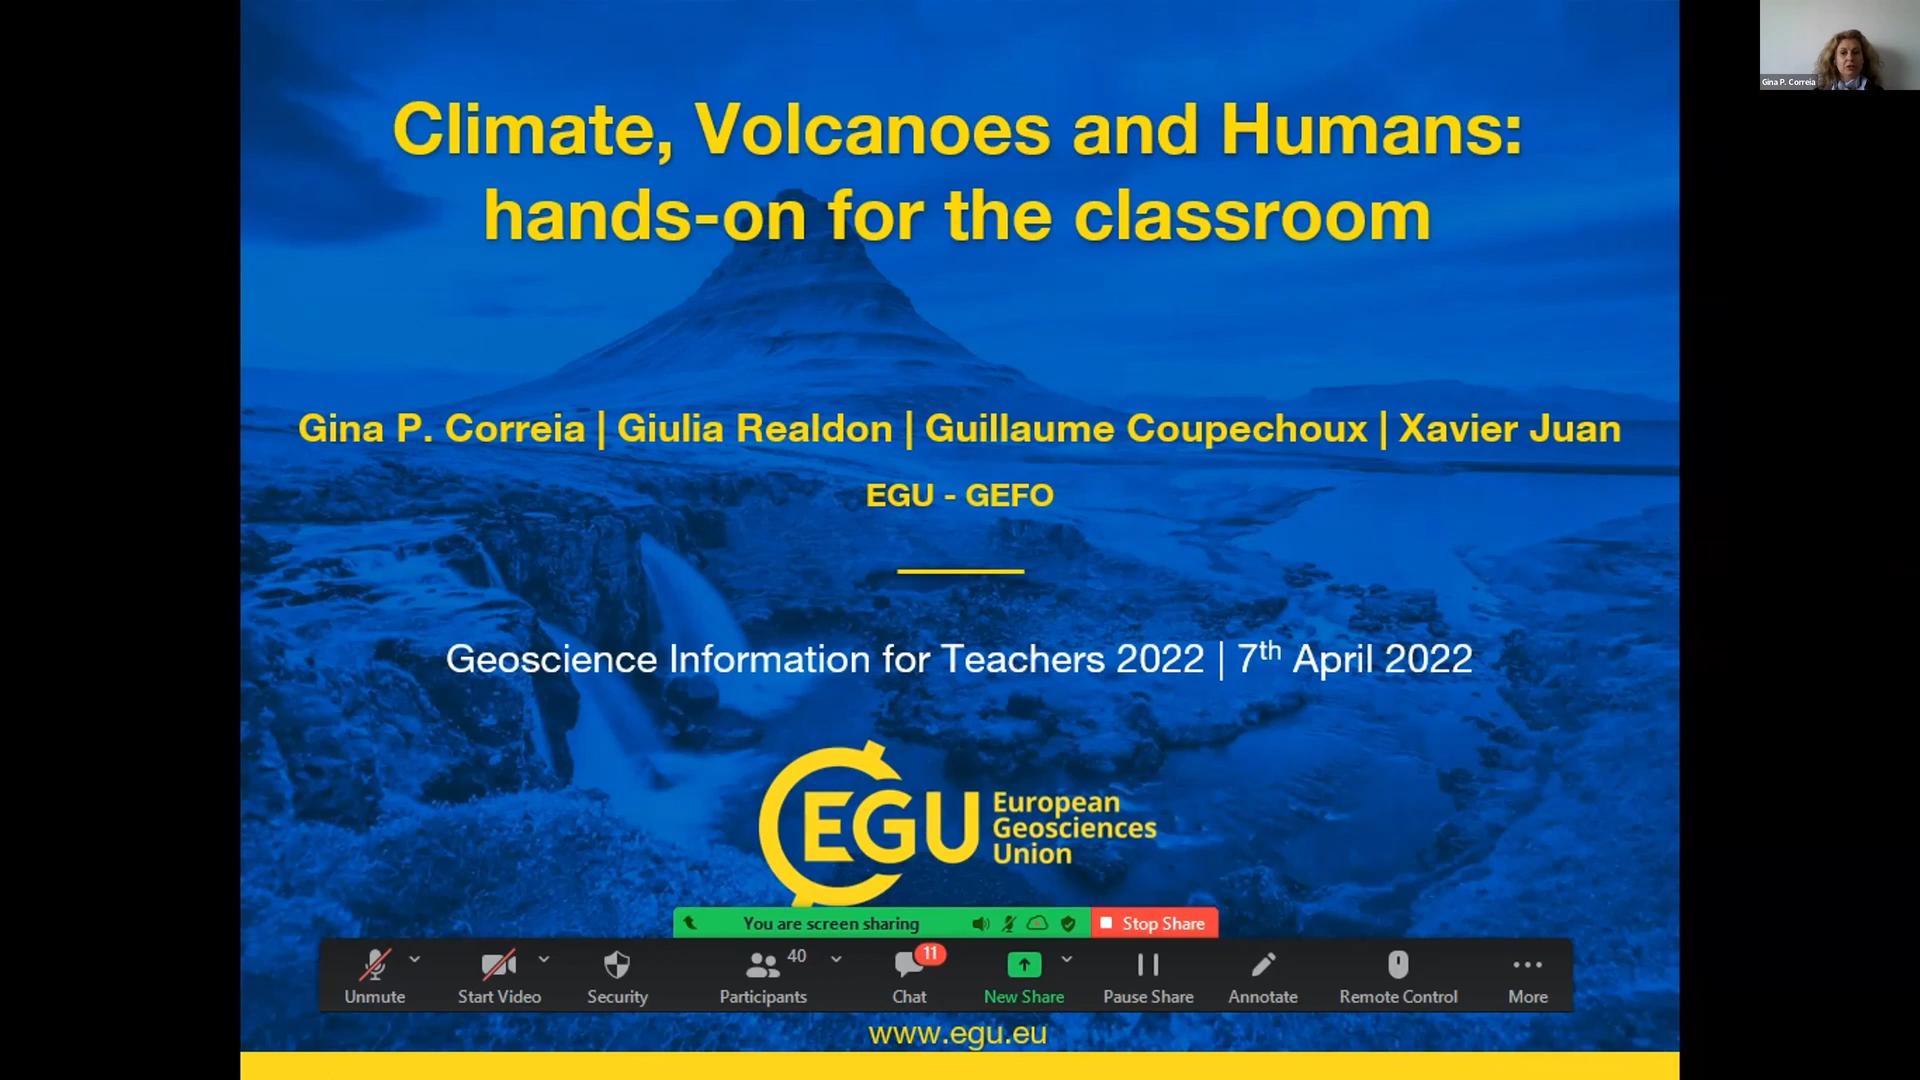 Climate, Volcanoes and Humans:
hands-on for the classroom
Gina P. Correia
Gina P. Correia | Giulia Realdon | Guillaume Coupechoux | Xavier Juan
EGU - GEFO
Geoscience Information for Teachers 2022 | 7th April 2022
EGU
European
Geosciences
Union
You are screen sharing
Stop Share
40
11
Unmute
Start Video
Security
Participants
Chat
New Share
Pause Share
Annotate
Remote Control
More
www.egu.eu